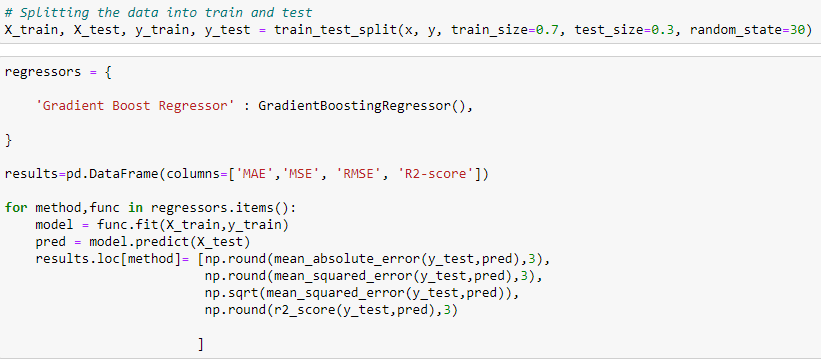 # Splitting the data into train and test
X_train, X_test, y_train, y_test = train_test_split(x, y, train_size=0.7, test_size=0.3, random_state=30)
regressors = {
'Gradient Boost Regressor' : GradientBoostingRegressor(),
}
results=pd.DataFrame(columns=['MAE','MSE', 'RMSE', 'R2-score'])
for method,func in regressors.items():
    model = func.fit(X_train,y_train)
    pred = model.predict(X_test)
    results.loc[method]= [np.round(mean_absolute_error(y_test,pred),3),
                          np.round(mean_squared_error(y_test,pred),3),
                          np.sqrt(mean_squared_error(y_test,pred)),
                          np.round(r2_score(y_test,pred),3)
                         ]